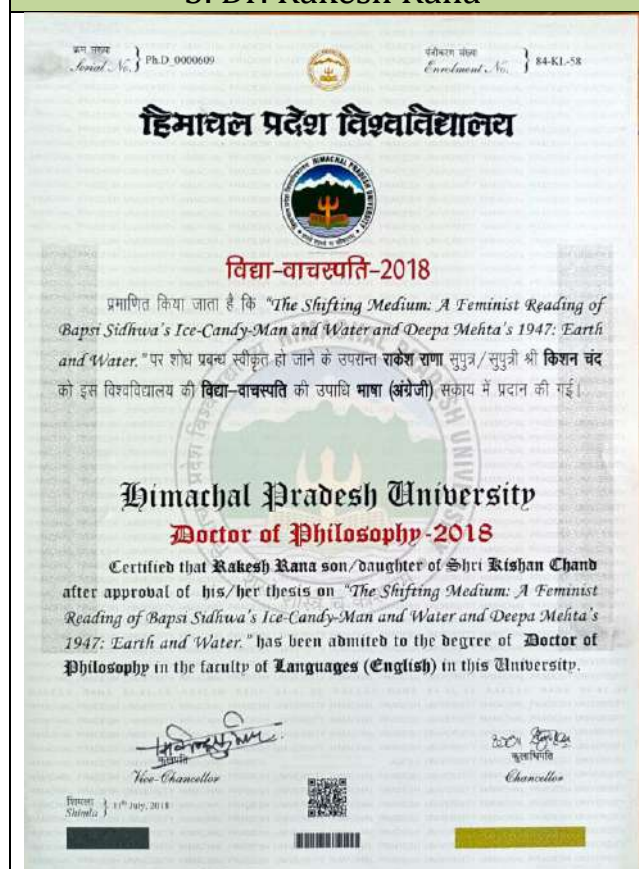 5. Dr. Rakesh Rana
क्रम संख्या
Serial No. } Ph.D_0000609
पंजीकरण संख्या
Enrolment No. } 84-KL-58
हिमाचल प्रदेश विश्वविद्यालय
HIMACHAL PRADESH UNIVERSITY
विद्या-वाचस्पति-2018
प्रमाणित किया जाता है कि "The Shifting Medium: A Feminist Reading of
Bapsi Sidhwa's Ice-Candy-Man and Water and Deepa Mehta's 1947: Earth
and Water." पर शोध प्रबन्ध स्वीकृत हो जाने के उपरान्त राकेश राणा सुपुत्र/सुपुत्री श्री किशन चंद
को इस विश्वविद्यालय की विद्या-वाचस्पति की उपाधि भाषा (अंग्रेजी) सकाय में प्रदान की गई।
Himachal Pradesh University
Doctor of Philosophy-2018
Certified that Rakesh Rana son/daughter of Shri Kishan Chand
after approval of his/her thesis on "The Shifting Medium: A Feminist
Reading of Bapsi Sidhwa's Ice-Candy-Man and Water and Deepa Mehta's
1947: Earth and Water." has been admited to the degree of Doctor of
Philosophy in the faculty of Languages (English) in this University.
कुलपति
Vice-Chancellor
कुलाधिपति
Chancellor
शिमला
Shimla } 11th July, 2018